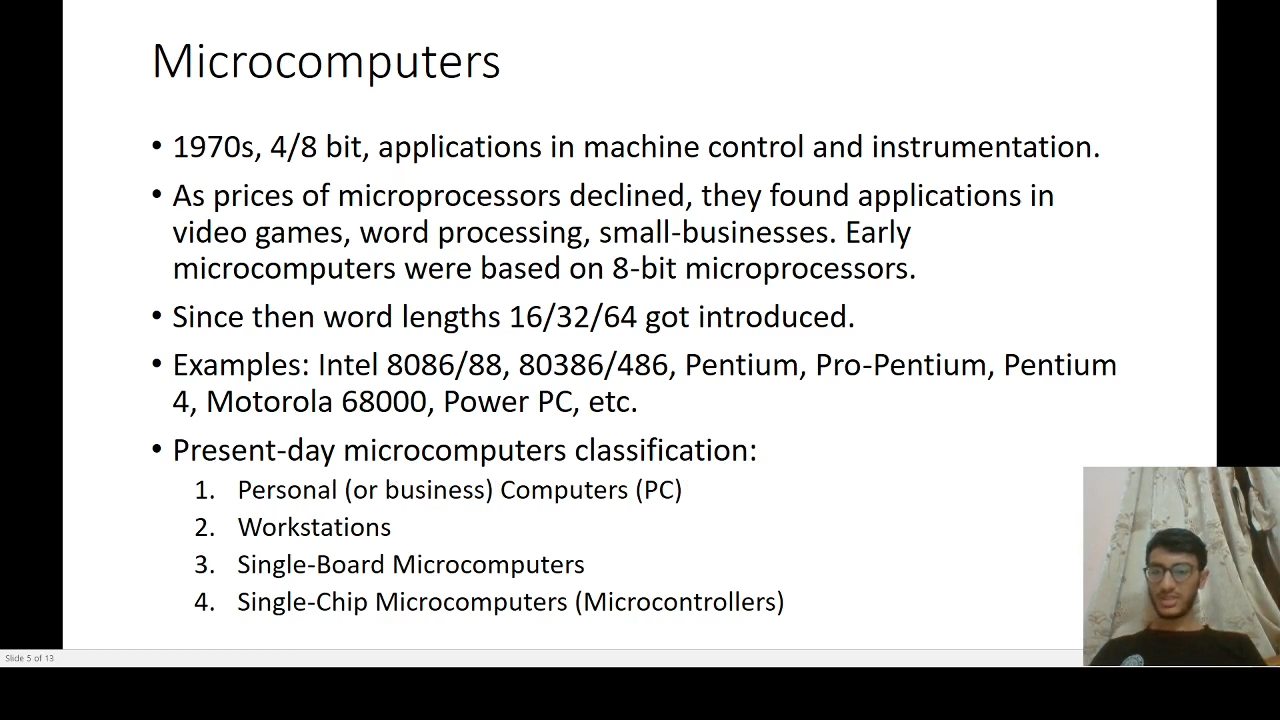 Microcomputers
• 1970s, 4/8 bit, applications in machine control and instrumentation.
• As prices of microprocessors declined, they found applications in
video games, word processing, small-businesses. Early
microcomputers were based on 8-bit microprocessors.
• Since then word lengths 16/32/64 got introduced.
• Examples: Intel 8086/88, 80386/486, Pentium, Pro-Pentium, Pentium
4, Motorola 68000, Power PC, etc.
• Present-day microcomputers classification:
1. Personal (or business) Computers (PC)
2. Workstations
3. Single-Board Microcomputers
4. Single-Chip Microcomputers (Microcontrollers)
Slide 5 of 13